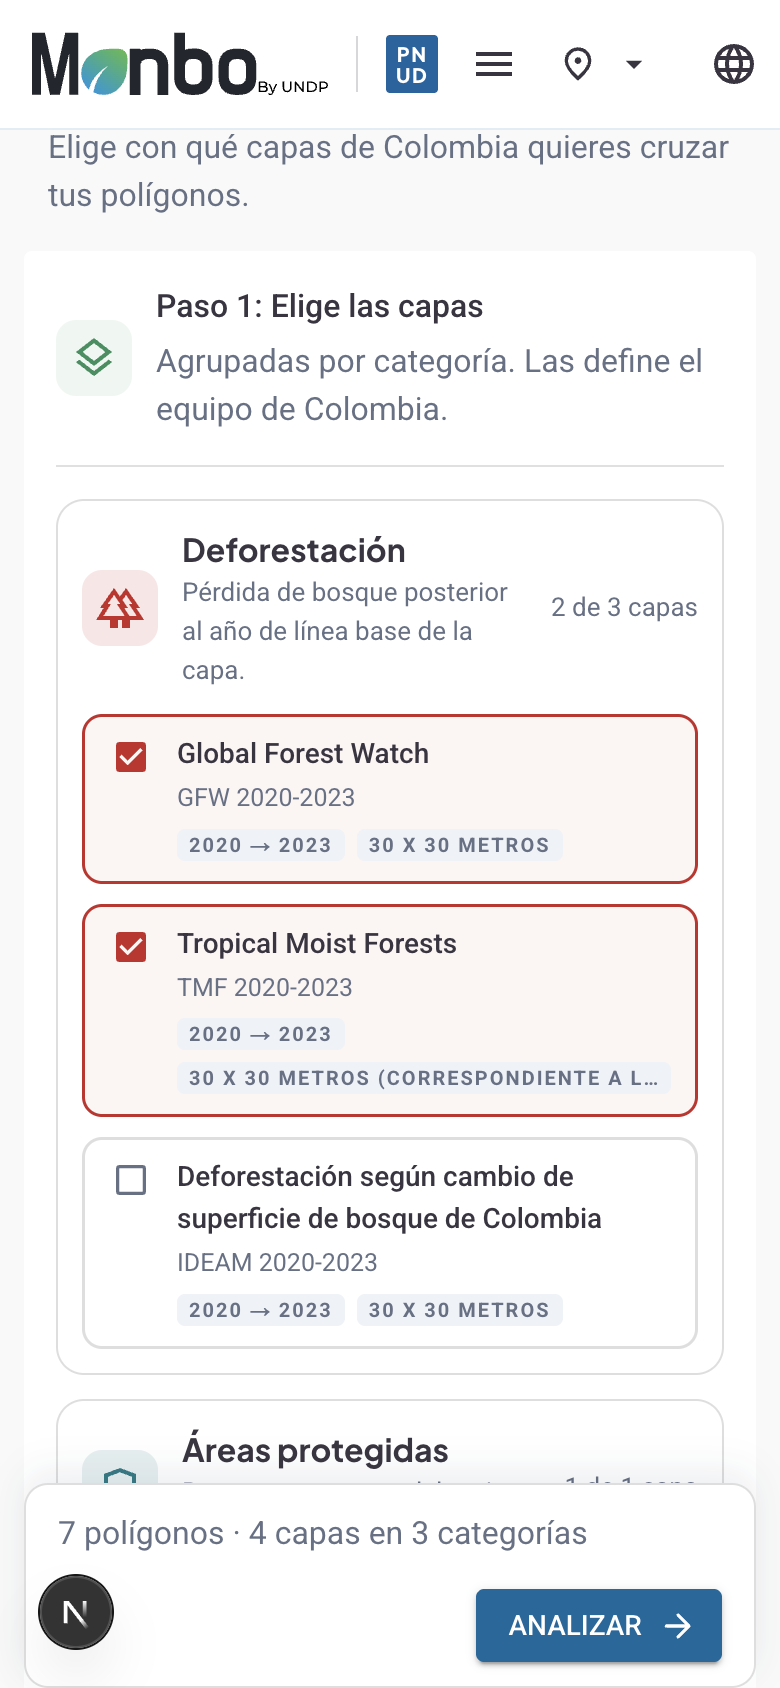 Monbo By UNDP
PN
UD
Elige con qué capas de Colombia quieres cruzar
tus polígonos.
Paso 1: Elige las capas
Agrupadas por categoría. Las define el
equipo de Colombia.
Deforestación
Pérdida de bosque posterior
al año de línea base de la
capa.
2 de 3 capas
Global Forest Watch
GFW 2020-2023
2020 → 2023 30 X 30 METROS
Tropical Moist Forests
TMF 2020-2023
2020 → 2023
30 X 30 METROS (CORRESPONDIENTE A L...
Deforestación según cambio de
superficie de bosque de Colombia
IDEAM 2020-2023
2020 → 2023 30 X 30 METROS
Áreas protegidas
1 de 1 capa
7 polígonos · 4 capas en 3 categorías
N
ANALIZAR →